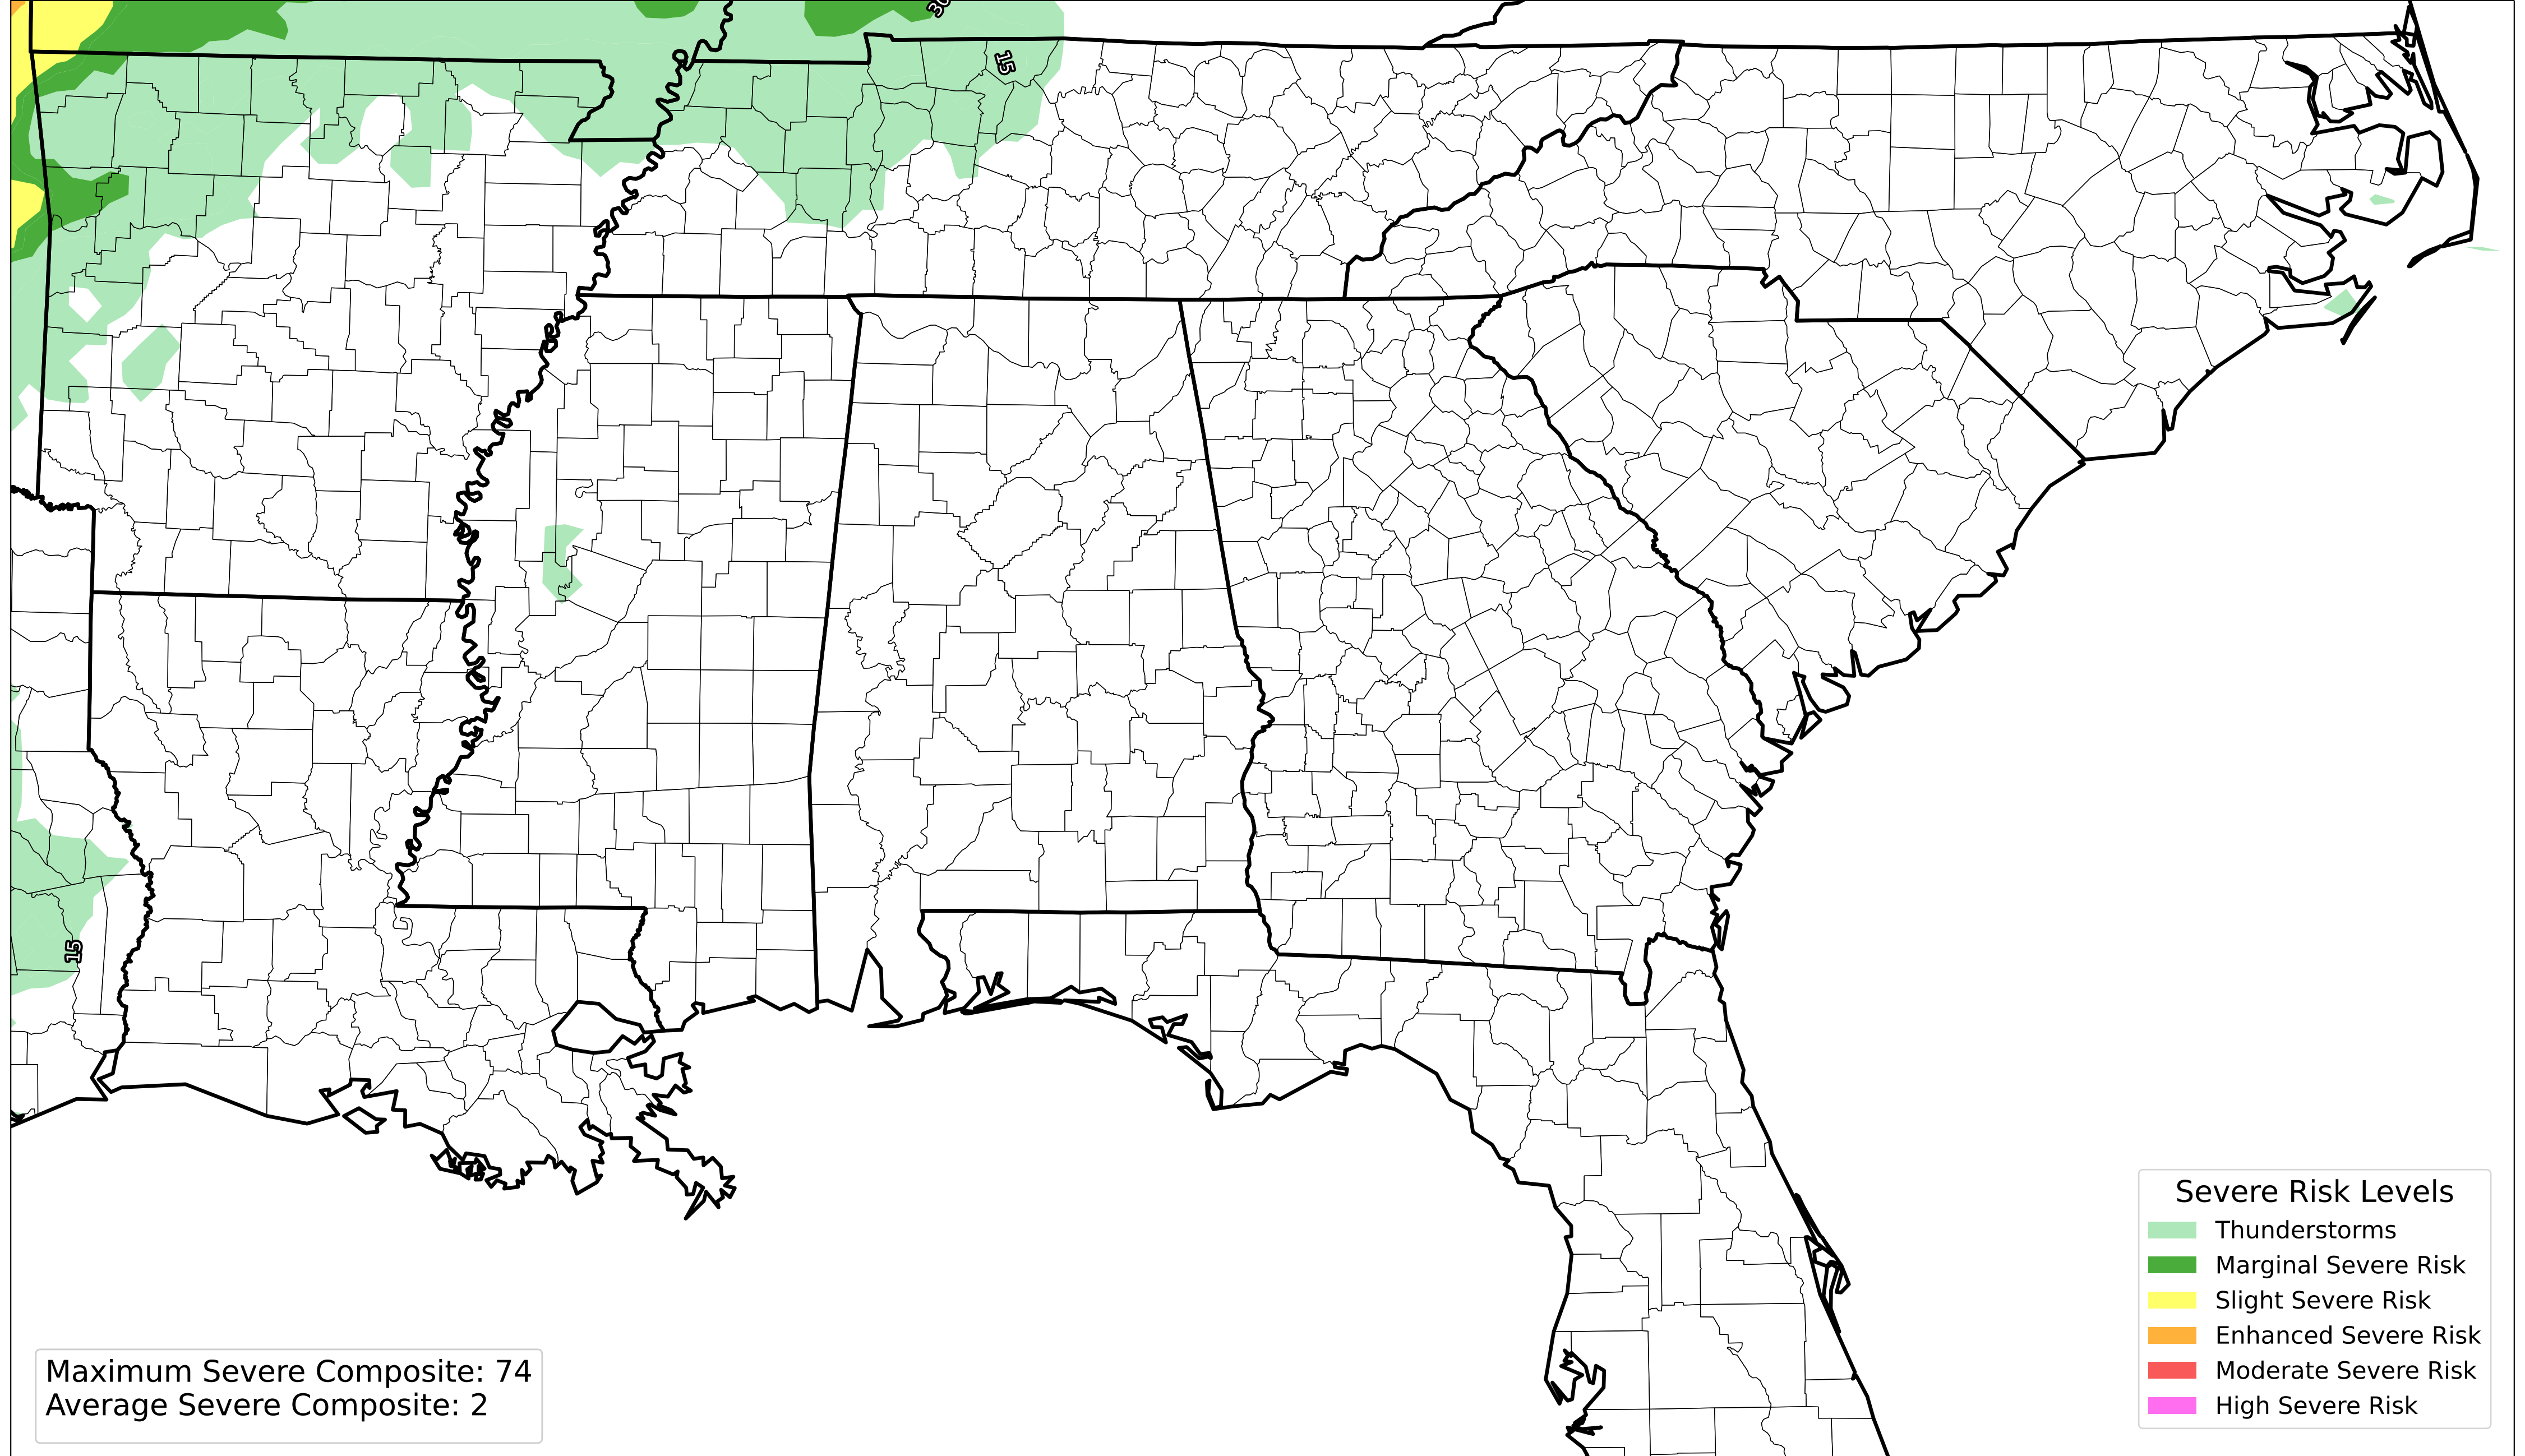 30
15
15
Severe Risk Levels
Thunderstorms
Marginal Severe Risk
Slight Severe Risk
Enhanced Severe Risk
Moderate Severe Risk
High Severe Risk
Maximum Severe Composite: 74
Average Severe Composite: 2